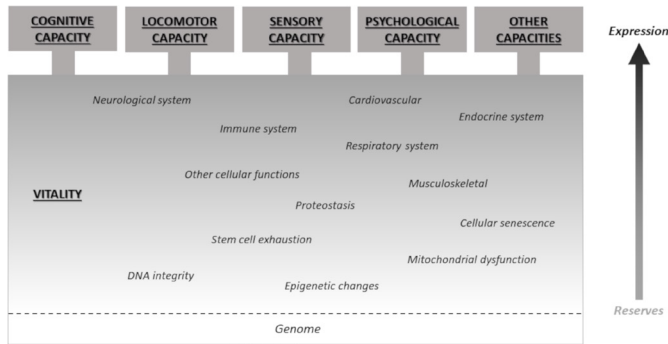 COGNITIVE
CAPACITY
LOCOMOTOR
CAPACITY
SENSORY
CAPACITY
PSYCHOLOGICAL
CAPACITY
OTHER
CAPACITIES
Expression
Neurological system
Cardiovascular
Endocrine system
Immune system
Respiratory system
Other cellular functions
Musculoskeletal
VITALITY
Proteostasis
Cellular senescence
Stem cell exhaustion
Mitochondrial dysfunction
DNA integrity
Epigenetic changes
Reserves
Genome